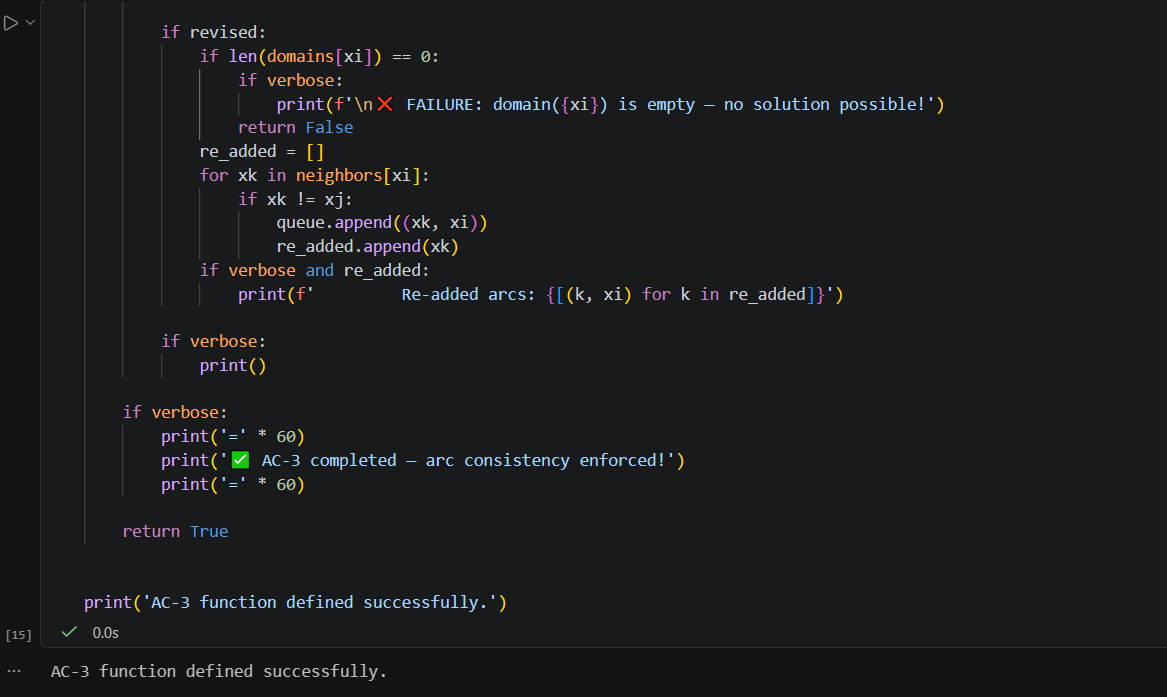 if revised:
if len(domains[xi]) == 0:
if verbose:
print(f'\n❌ FAILURE: domain({xi}) is empty — no solution possible!')
return False
re_added = []
for xk in neighbors[xi]:
if xk != xj:
queue.append((xk, xi))
re_added.append(xk)
if verbose and re_added:
print(f'         Re-added arcs: {[(k, xi) for k in re_added]}')
if verbose:
print()
if verbose:
print('=' * 60)
print('✅ AC-3 completed — arc consistency enforced!')
print('=' * 60)
return True
print('AC-3 function defined successfully.')
[15] 0.0s
AC-3 function defined successfully.